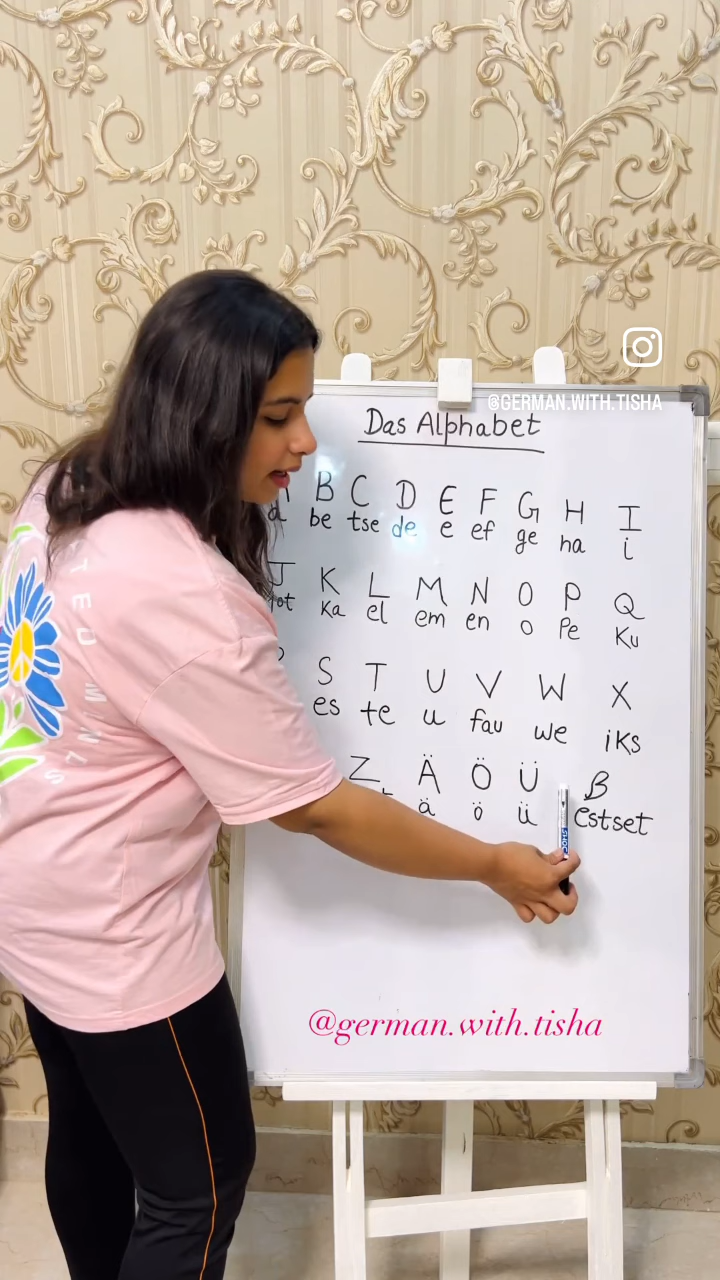 @GERMAN.WITH.TISHA
Das Alphabet
B C D E F G H I
be tse de e ef ge ha i
J K L M N O P Q
Ka el em en o Pe Ku
S T U V W X
es te u fau we iks
Z Ä Ö Ü ß
ä ö ü estset
SHOC
@german.with.tisha